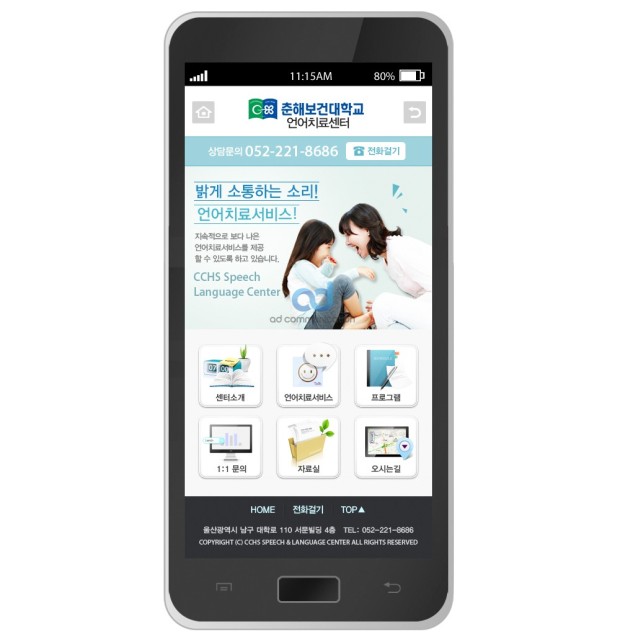 11:15AM 80%
춘해보건대학교
언어치료센터
상담문의 052-221-8686 전화걸기
밝게 소통하는 소리!
언어치료서비스!
지속적으로 보다 나은
언어치료서비스를 제공
할 수 있도록 하고 있습니다.
CCHS Speech
Language Center
ad communication
센터소개 언어치료서비스 프로그램
1:1 문의 자료실 오시는길
HOME 전화걸기 TOP▲
울산광역시 남구 대학로 110 서문빌딩 4층 TEL: 052-221-8686
COPYRIGHT (C) CCHS SPEECH & LANGUAGE CENTER ALL RIGHTS RESERVED